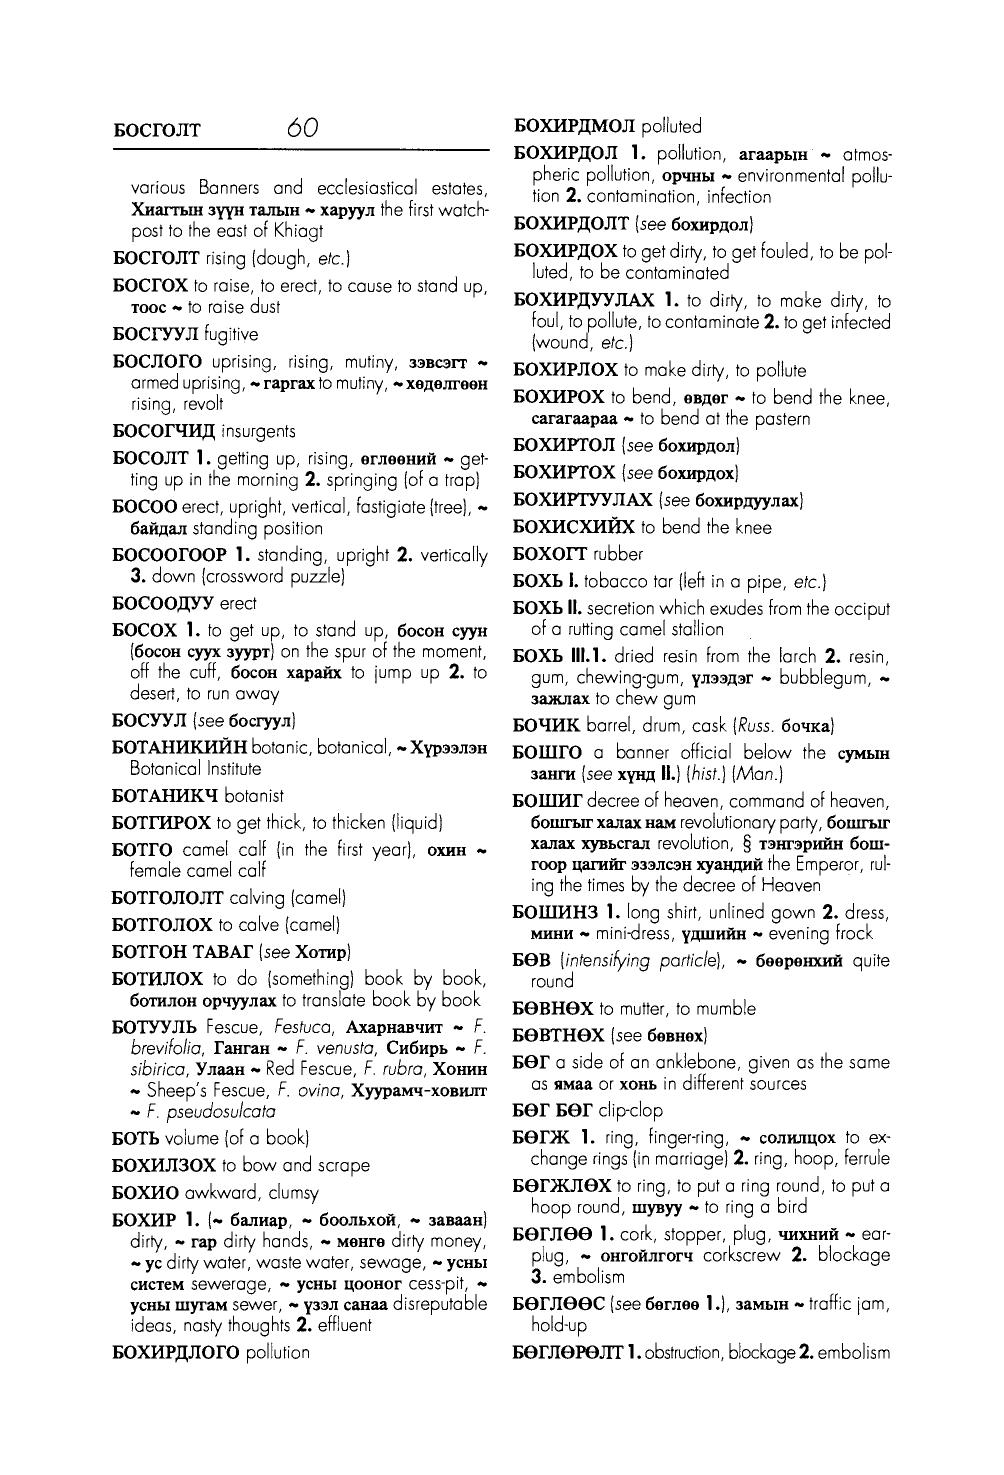 БОСГОЛТ 60
various Banners and ecclesiastical estates,
Хиагтын зүүн талын ~ харуул the first watch-
post to the east of Khiagt
БОСГОЛТ rising (dough, etc.)
БОСГОХ to raise, to erect, to cause to stand up,
тоос ~ to raise dust
БОСГУУЛ fugitive
БОСЛОГО uprising, rising, mutiny, зэвсэгт ~
armed uprising, ~ гаргах to mutiny, ~ хөдөлгөөн
rising, revolt
БОСОГЧИД insurgents
БОСОЛТ 1. getting up, rising, өглөөний ~ get-
ting up in the morning 2. springing (of a trap)
БОСОО erect, upright, vertical, fastigiate (tree), ~
байдал standing position
БОСООГООР 1. standing, upright 2. vertically
3. down (crossword puzzle)
БОСООДУУ erect
БОСОХ 1. to get up, to stand up, босон суун
(босон суух зуурт) on the spur of the moment,
off the cuff, босон харайх to jump up 2. to
desert, to run away
БОСУУЛ (see босгуул)
БОТАНИКИЙН botanic, botanical, ~ Хүрээлэн
Botanical Institute
БОТАНИКЧ botanist
БОТГИРОХ to get thick, to thicken (liquid)
БОТГО camel calf (in the first year), охин ~
female camel calf
БОТГОЛОЛТ calving (camel)
БОТГОЛОХ to calve (camel)
БОТГОН ТАВАГ (see Хотир)
БОТИЛОХ to do (something) book by book,
ботилон орчуулах to translate book by book
БОТУУЛЬ Fescue, Festuca, Ахарнавчит ~ F.
brevifolia, Ганган ~ F. venusta, Сибирь ~ F.
sibirica, Улаан ~ Red Fescue, F. rubra, Хонин
~ Sheep's Fescue, F. ovina, Хуурамч-ховилт
~ F. pseudosulcata
БОТЬ volume (of a book)
БОХИЛЗОХ to bow and scrape
БОХИО awkward, clumsy
БОХИР 1. (~ балиар, ~ боольхой, ~ заваан)
dirty, ~ гар dirty hands, ~ мөнгө dirty money,
~ ус dirty water, waste water, sewage, ~ усны
систем sewerage, ~ усны цооног cess-pit, ~
усны шугам sewer, ~ үзэл санаа disreputable
ideas, nasty thoughts 2. effluent
БОХИРДЛОГО pollution
БОХИРДМОЛ polluted
БОХИРДОЛ 1. pollution, агаарын ~ atmos-
pheric pollution, орчны ~ environmental pollu-
tion 2. contamination, infection
БОХИРДОЛТ (see бохирдол)
БОХИРДОХ to get dirty, to get fouled, to be pol-
luted, to be contaminated
БОХИРДУУЛАХ 1. to dirty, to make dirty, to
foul, to pollute, to contaminate 2. to get infected
(wound, etc.)
БОХИРЛОХ to make dirty, to pollute
БОХИРОХ to bend, өвдөг ~ to bend the knee,
сагагаараа ~ to bend at the pastern
БОХИРТОЛ (see бохирдол)
БОХИРТОХ (see бохирдох)
БОХИРТУУЛАХ (see бохирдуулах)
БОХИСХИЙХ to bend the knee
БОХОГТ rubber
БОХЬ I. tobacco tar (left in a pipe, etc.)
БОХЬ II. secretion which exudes from the occiput
of a rutting camel stallion
БОХЬ III.1. dried resin from the larch 2. resin,
gum, chewing-gum, үлээдэг ~ bubblegum, ~
зажлах to chew gum
БОЧИК barrel, drum, cask (Russ. бочка)
БОШГО a banner official below the сумын
занги (see хүнд II.) (hist.) (Man.)
БОШИГ decree of heaven, command of heaven,
бошгыг халах нам revolutionary party, бошгыг
халах хувьсгал revolution, § тэнгэрийн бош-
гоор цагийг эзэлсэн хуандий the Emperor, rul-
ing the times by the decree of Heaven
БОШИНЗ 1. long shirt, unlined gown 2. dress,
мини ~ mini-dress, үдшийн ~ evening frock
БӨВ (intensifying particle), ~ бөөрөнхий quite
round
БӨВНӨХ to mutter, to mumble
БӨВТНӨХ (see бөвнөх)
БӨГ a side of an anklebone, given as the same
as ямаа or хонь in different sources
БӨГ БӨГ clip-clop
БӨГЖ 1. ring, finger-ring, ~ солилцох to ex-
change rings (in marriage) 2. ring, hoop, ferrule
БӨГЖЛӨХ to ring, to put a ring round, to put a
hoop round, шувуу ~ to ring a bird
БӨГЛӨӨ 1. cork, stopper, plug, чихний ~ ear-
plug, ~ онгойлгогч corkscrew 2. blockage
3. embolism
БӨГЛӨӨС (see бөглөө 1.), замын ~ traffic jam,
hold-up
БӨГЛӨРӨЛТ 1. obstruction, blockage 2. embolism